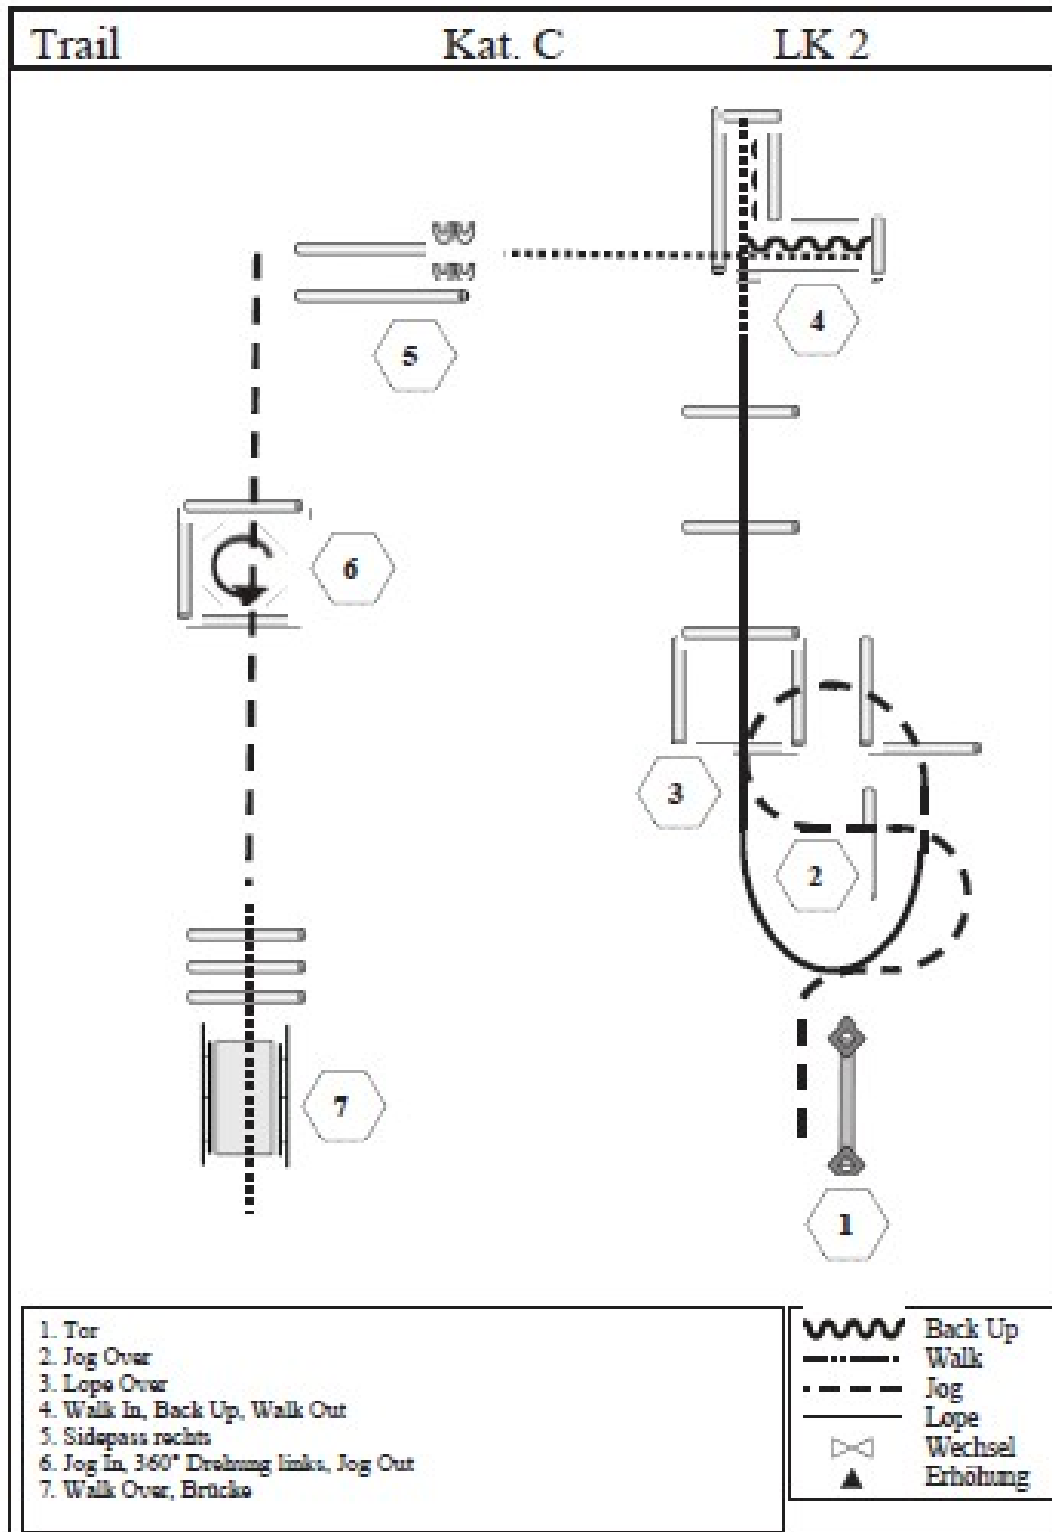 Trail Kat. C LK 2
4
5
6
3
2
7
1
1. Tor
2. Jog Over
3. Lope Over
4. Walk In, Back Up, Walk Out
5. Sidepass rechts
6. Jog In, 360° Drehung links, Jog Out
7. Walk Over, Brücke
Back Up
Walk
Jog
Lope
Wechsel
Erhöhung